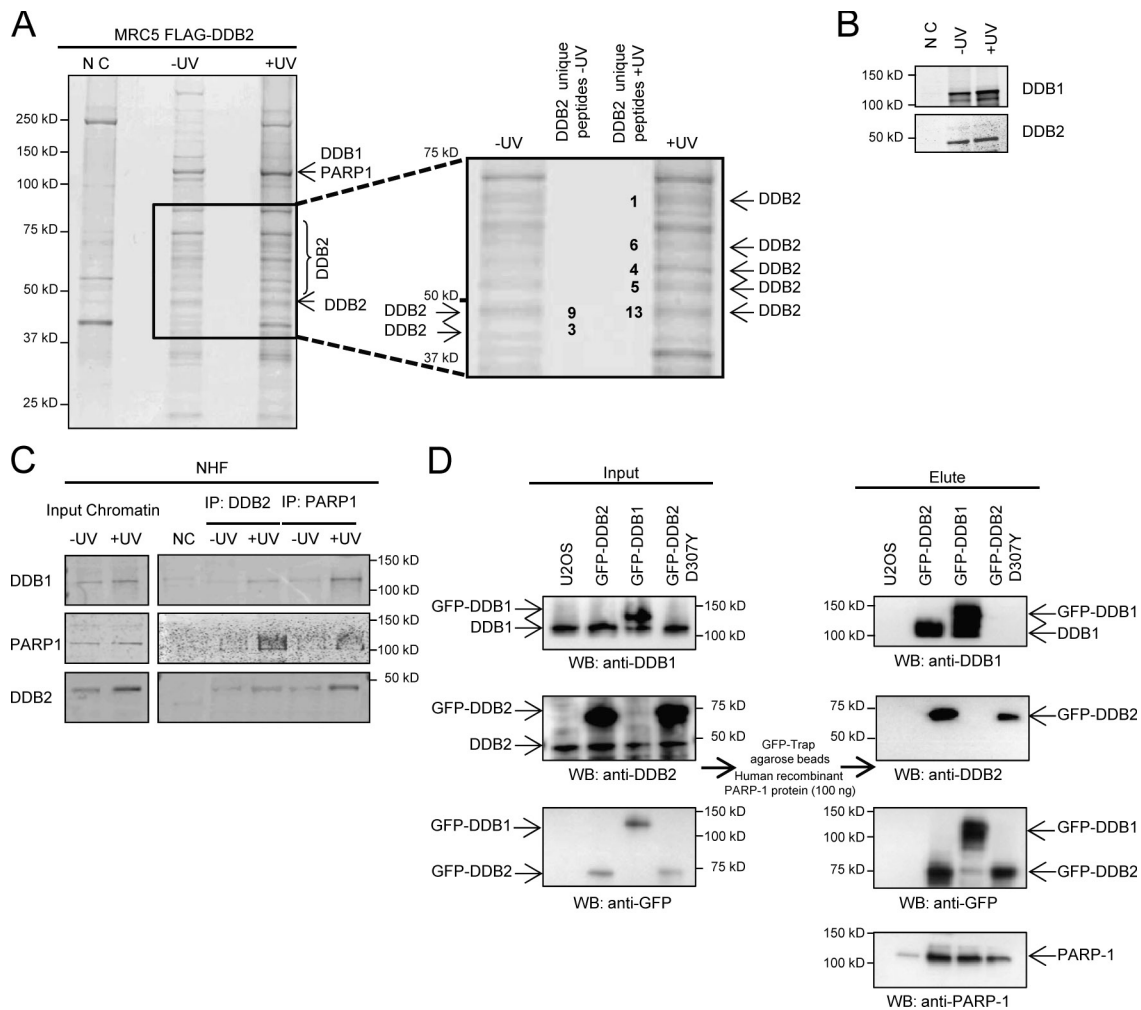 A
MRC5 FLAG-DDB2
N C
-UV
+UV
250 kD
150 kD
100 kD
75 kD
50 kD
37 kD
25 kD
DDB1
PARP1
DDB2
DDB2
DDB2 unique
peptides -UV
DDB2 unique
peptides +UV
-UV
+UV
75 kD
50 kD
37 kD
1
6
4
5
9
13
3
DDB2
DDB2
DDB2
DDB2
DDB2
DDB2
DDB2
B
N C
-UV
+UV
150 kD
100 kD
50 kD
DDB1
DDB2
C
NHF
Input Chromatin
IP: DDB2
IP: PARP1
-UV
+UV
NC
-UV
+UV
-UV
+UV
DDB1
150 kD
100 kD
PARP1
150 kD
100 kD
DDB2
50 kD
D
Input
U2OS
GFP-DDB2
GFP-DDB1
GFP-DDB2
D307Y
GFP-DDB1
DDB1
150 kD
100 kD
WB: anti-DDB1
GFP-DDB2
DDB2
75 kD
50 kD
WB: anti-DDB2
GFP-DDB1
GFP-DDB2
150 kD
100 kD
75 kD
WB: anti-GFP
GFP-Trap
agarose beads
Human recombinant
PARP-1 protein (100 ng)
Elute
U2OS
GFP-DDB2
GFP-DDB1
GFP-DDB2
D307Y
150 kD
100 kD
GFP-DDB1
DDB1
WB: anti-DDB1
75 kD
50 kD
GFP-DDB2
WB: anti-DDB2
150 kD
100 kD
75 kD
GFP-DDB1
GFP-DDB2
WB: anti-GFP
150 kD
100 kD
PARP-1
WB: anti-PARP-1